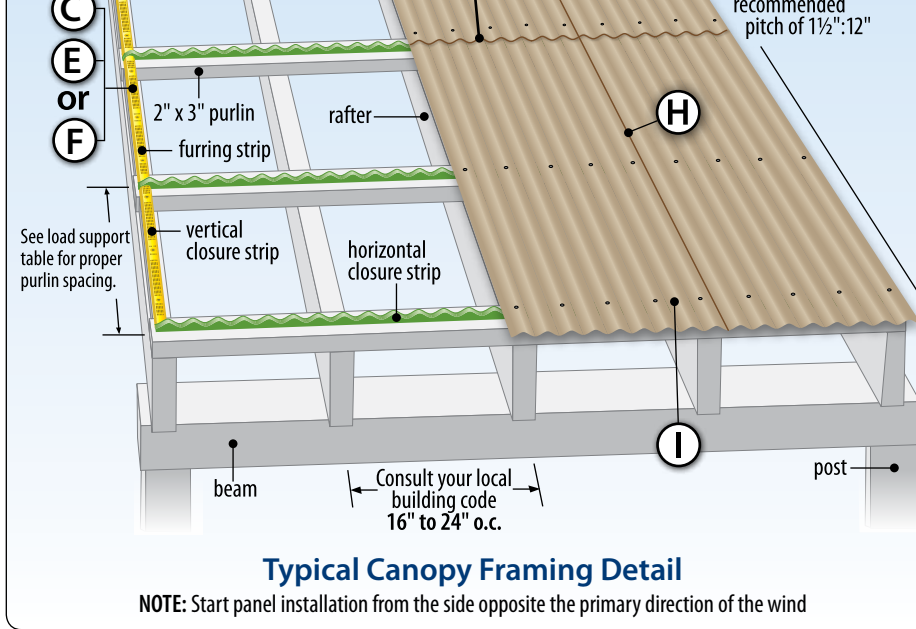 C
recommended
pitch of 1½":12"
E
or
F
2" x 3" purlin
rafter
H
furring strip
See load support
table for proper
purlin spacing.
vertical
closure strip
horizontal
closure strip
I
beam
Consult your local
building code
16" to 24" o.c.
post
Typical Canopy Framing Detail
NOTE: Start panel installation from the side opposite the primary direction of the wind